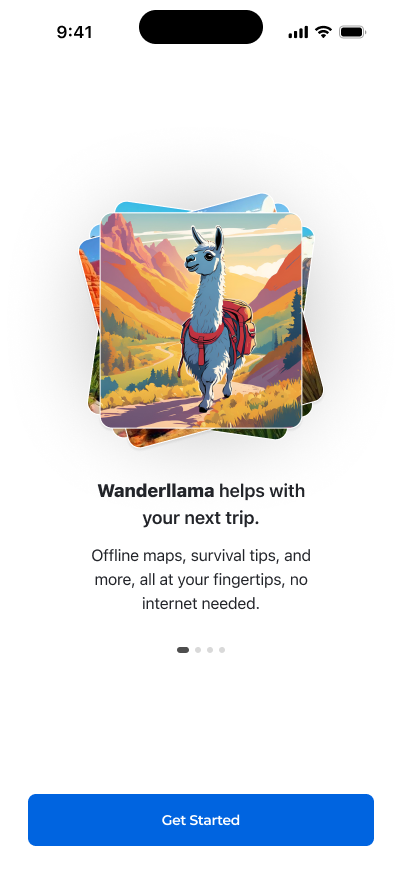 9:41
Wanderllama helps with
your next trip.
Offline maps, survival tips, and
more, all at your fingertips, no
internet needed.
Get Started